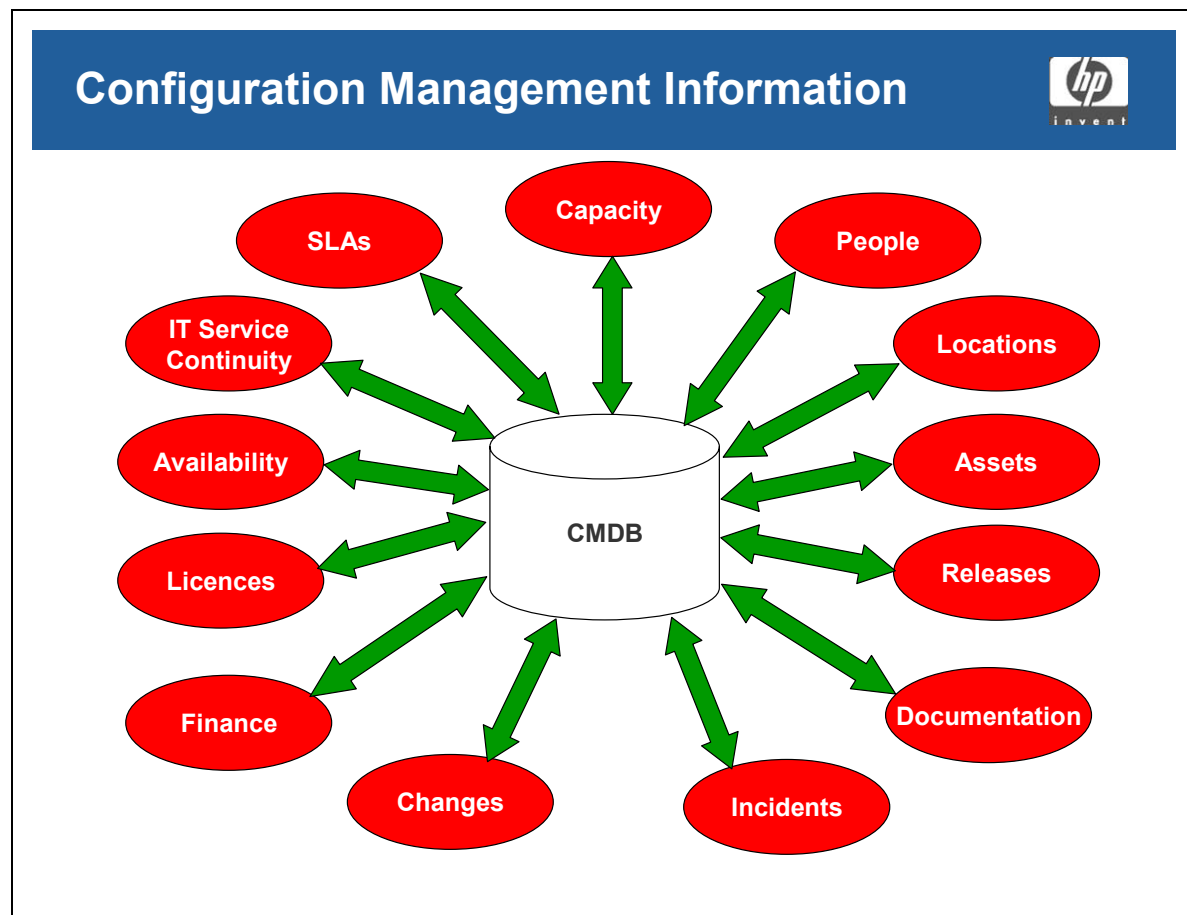 Configuration Management Information
hp
invent
Capacity
SLAs
People
IT Service
Continuity
Locations
Availability
Assets
CMDB
Licences
Releases
Finance
Documentation
Changes
Incidents